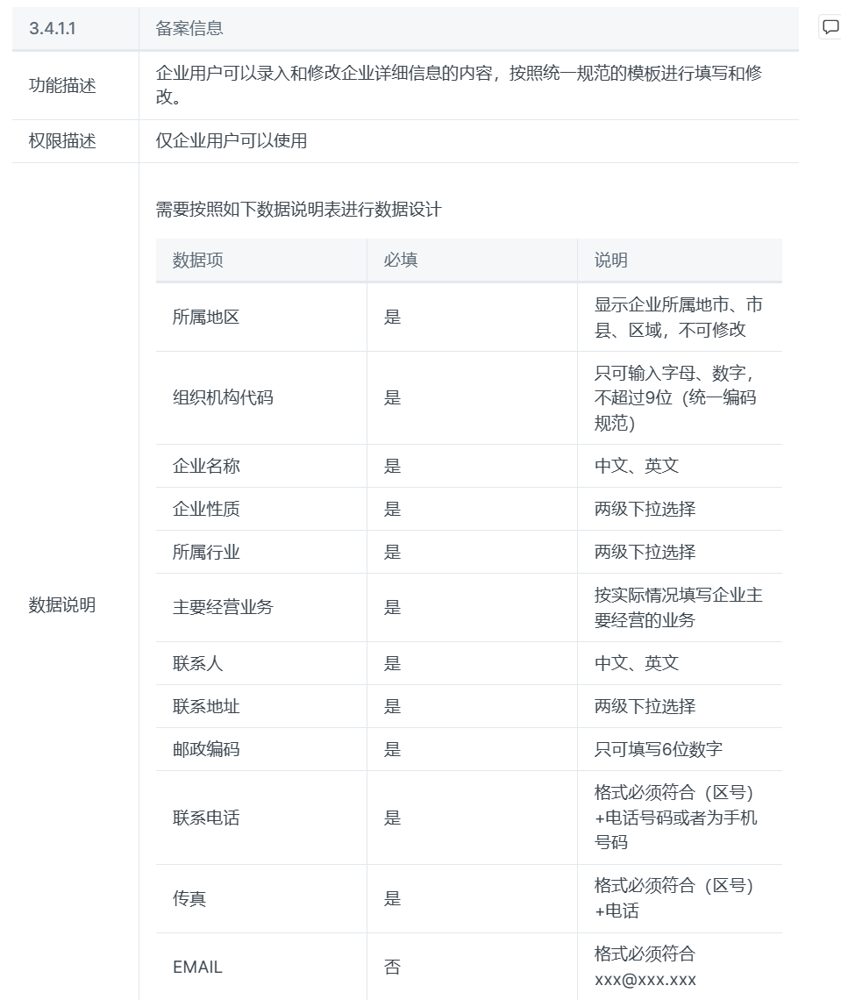 3.4.1.1 备案信息
功能描述 企业用户可以录入和修改企业详细信息的内容，按照统一规范的模板进行填写和修
改。
权限描述 仅企业用户可以使用
需要按照如下数据说明表进行数据设计
数据项 必填 说明
所属地区 是 显示企业所属地市、市
县、区域，不可修改
组织机构代码 是 只可输入字母、数字，
不超过9位（统一编码
规范）
企业名称 是 中文、英文
企业性质 是 两级下拉选择
所属行业 是 两级下拉选择
数据说明
主要经营业务 是 按实际情况填写企业主
要经营的业务
联系人 是 中文、英文
联系地址 是 两级下拉选择
邮政编码 是 只可填写6位数字
联系电话 是 格式必须符合（区号）
+电话号码或者为手机
号码
传真 是 格式必须符合（区号）
+电话
EMAIL 否 格式必须符合
xxx@xxx.xxx